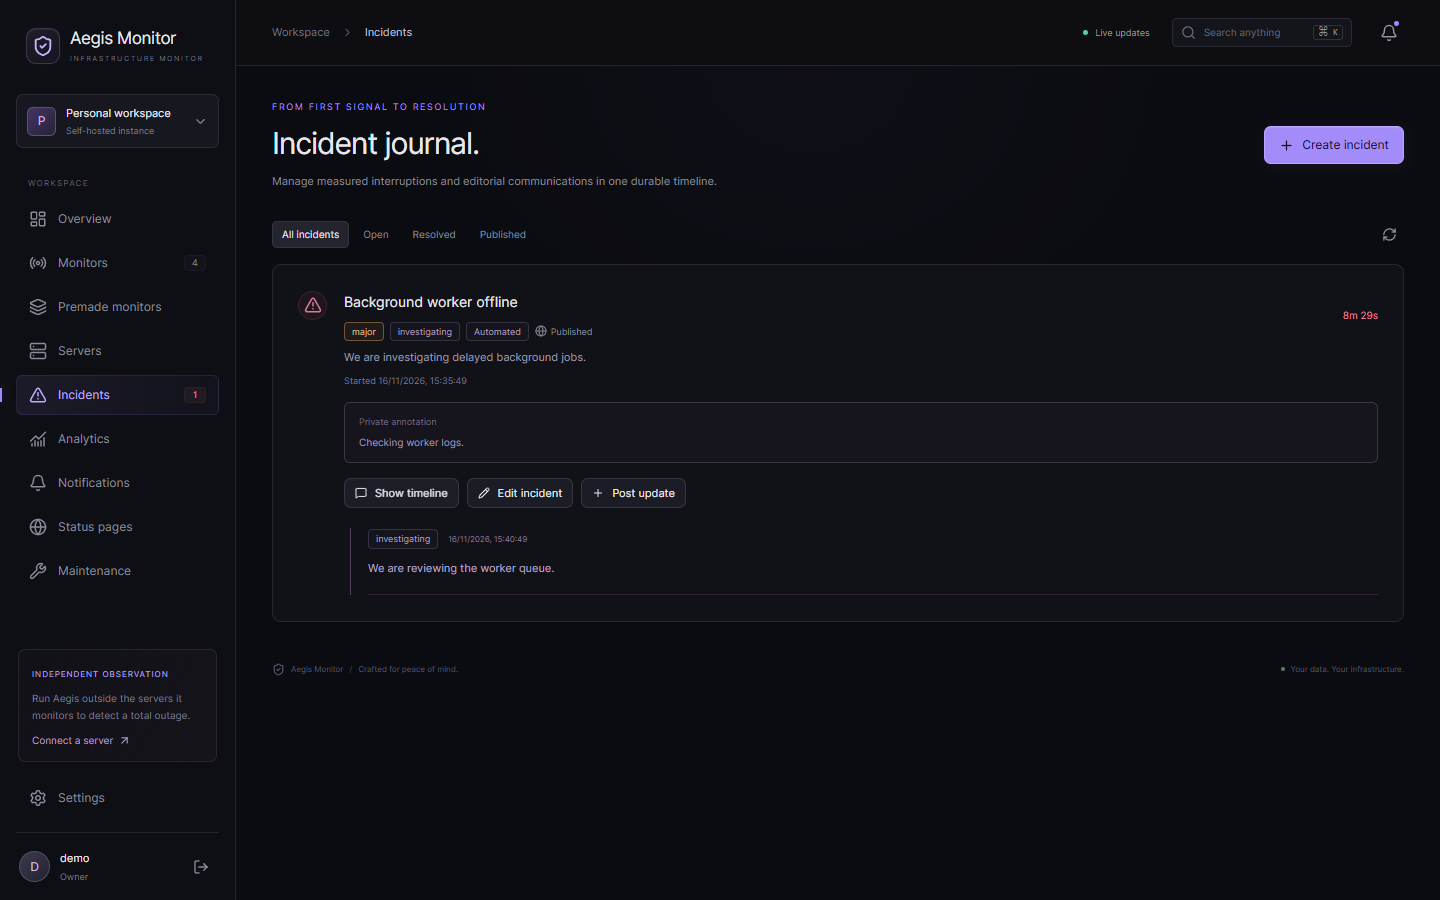 Aegis Monitor
INFRASTRUCTURE MONITOR
P
Personal workspace
Self-hosted instance
WORKSPACE
Overview
Monitors 4
Premade monitors
Servers
Incidents 1
Analytics
Notifications
Status pages
Maintenance
INDEPENDENT OBSERVATION
Run Aegis outside the servers it
monitors to detect a total outage.
Connect a server
Settings
D
demo
Owner
Workspace Incidents
Live updates
Search anything ⌘ K
FROM FIRST SIGNAL TO RESOLUTION
Incident journal.
Create incident
Manage measured interruptions and editorial communications in one durable timeline.
All incidents Open Resolved Published
Background worker offline
8m 29s
major investigating Automated Published
We are investigating delayed background jobs.
Started 16/11/2026, 15:35:49
Private annotation
Checking worker logs.
Show timeline Edit incident Post update
investigating 16/11/2026, 15:40:49
We are reviewing the worker queue.
Aegis Monitor / Crafted for peace of mind.
Your data. Your infrastructure.